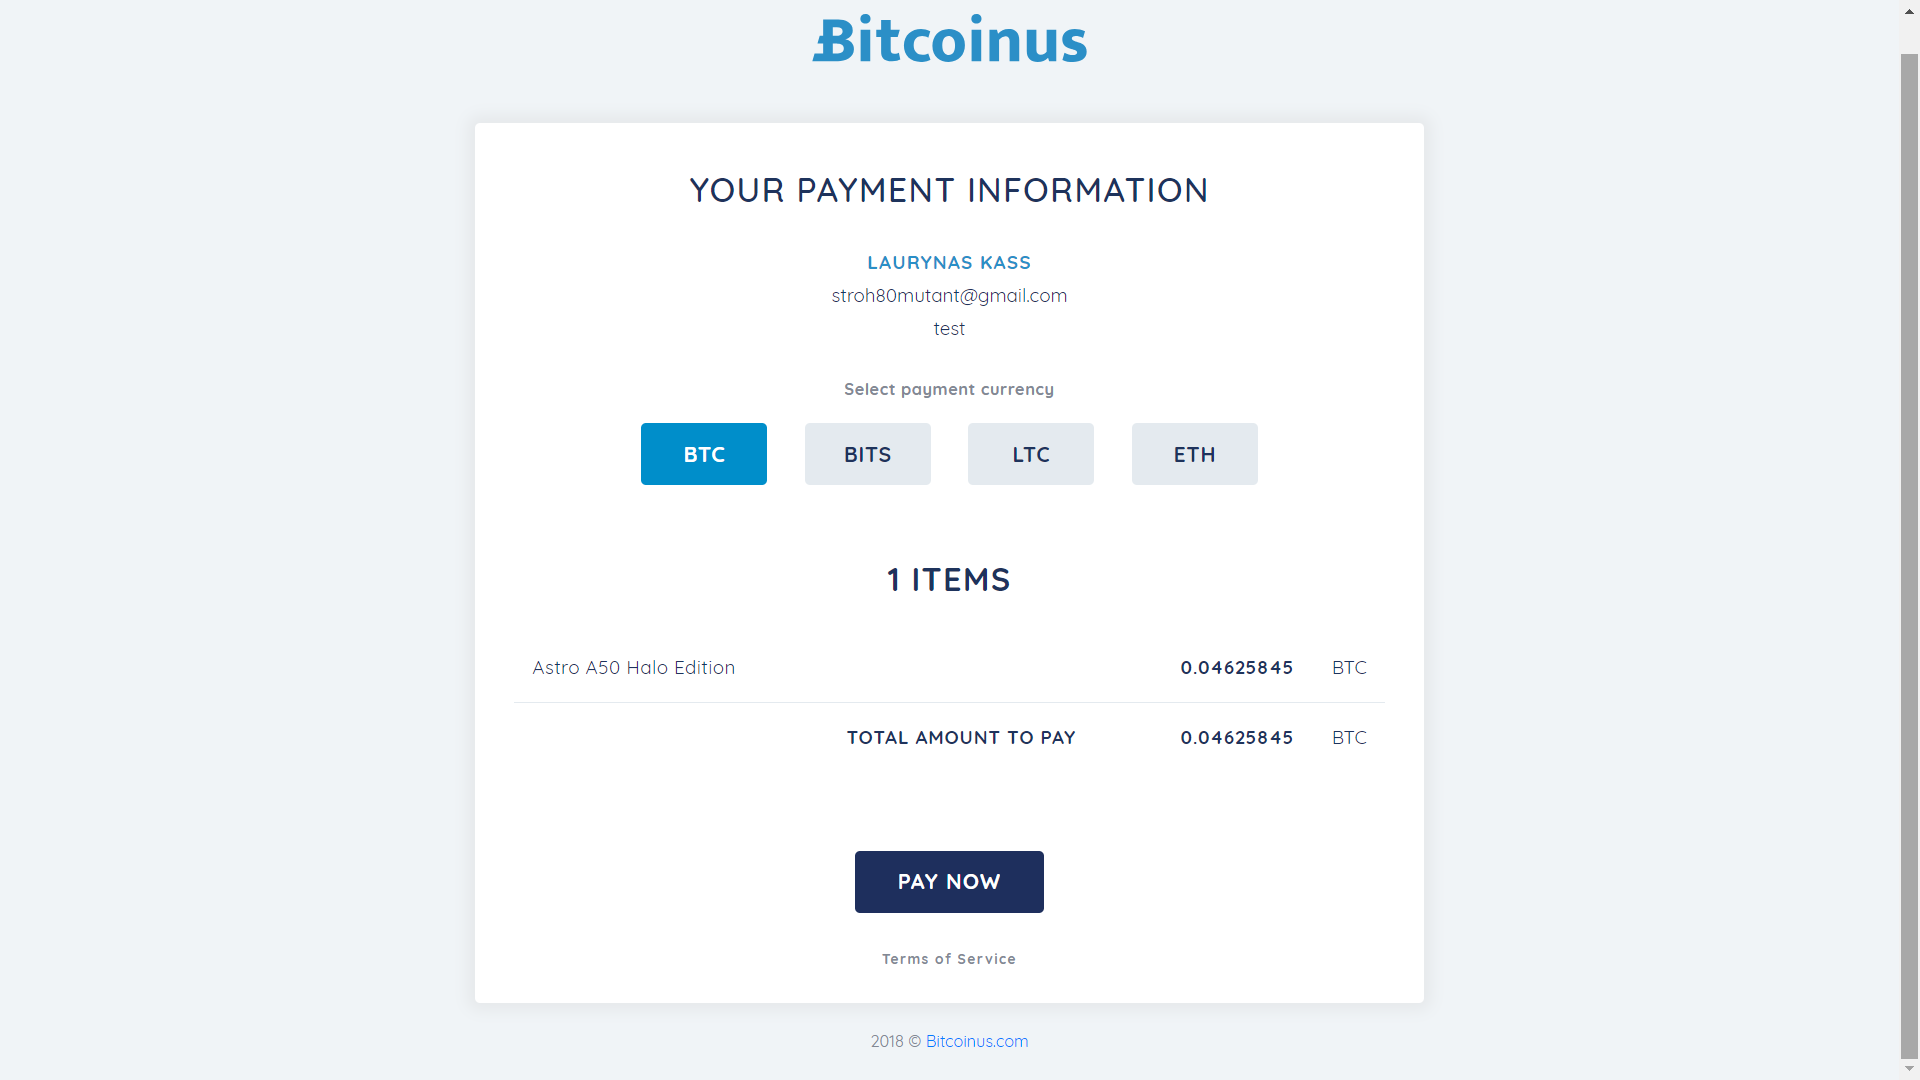 Bitcoinus
YOUR PAYMENT INFORMATION
LAURYNAS KASS
stroh80mutant@gmail.com
test
Select payment currency
BTC BITS LTC ETH
1 ITEMS
Astro A50 Halo Edition 0.04625845 BTC
TOTAL AMOUNT TO PAY 0.04625845 BTC
PAY NOW
Terms of Service
2018 © Bitcoinus.com